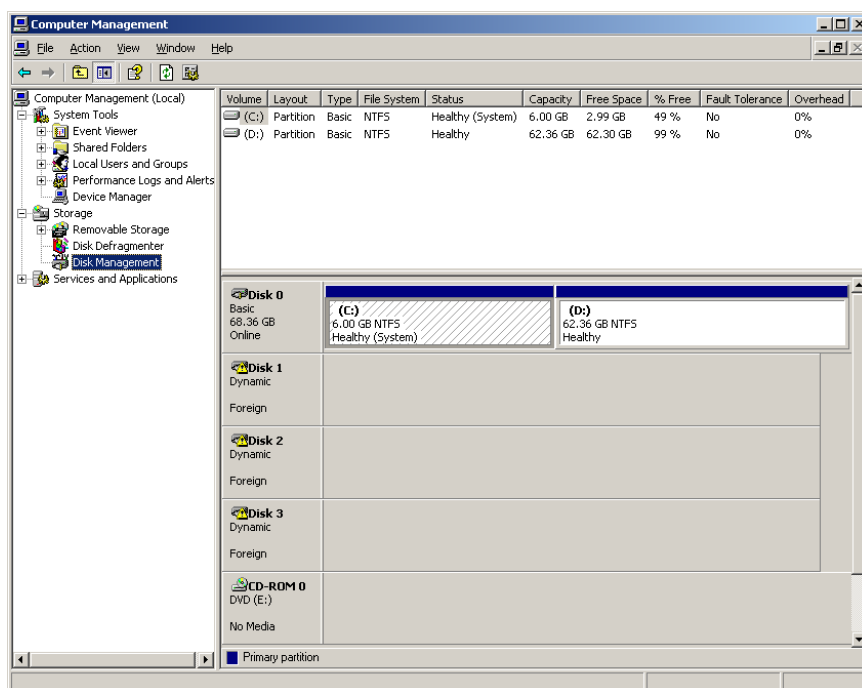 Computer Management
File Action View Window Help
Computer Management (Local)
System Tools
Event Viewer
Shared Folders
Local Users and Groups
Performance Logs and Alerts
Device Manager
Storage
Removable Storage
Disk Defragmenter
Disk Management
Services and Applications
Volume Layout Type File System Status Capacity Free Space % Free Fault Tolerance Overhead
(C:) Partition Basic NTFS Healthy (System) 6.00 GB 2.99 GB 49 % No 0%
(D:) Partition Basic NTFS Healthy 62.36 GB 62.30 GB 99 % No 0%
Disk 0
Basic
68.36 GB
Online
(C:)
6.00 GB NTFS
Healthy (System)
(D:)
62.36 GB NTFS
Healthy
Disk 1
Dynamic
Foreign
Disk 2
Dynamic
Foreign
Disk 3
Dynamic
Foreign
CD-ROM 0
DVD (E:)
No Media
Primary partition